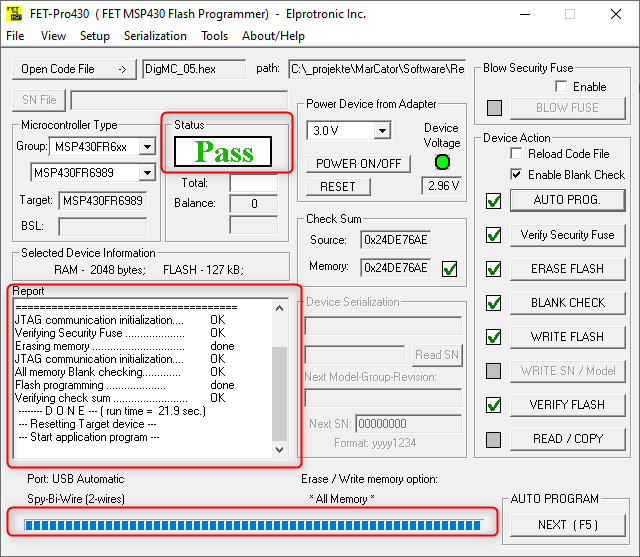 FET-Pro430 ( FET MSP430 Flash Programmer) - Elprotronic Inc.
File View Setup Serialization Tools About/Help
Open Code File -> DigMC_05.hex path: C:\_projekte\MarCator\Software\Re
SN File
Microcontroller Type
Group: MSP430FR6xx
MSP430FR6989
Target: MSP430FR6989
BSL:
Status
Pass
Total:
Balance: 0
Power Device from Adapter
3.0 V
Device
Voltage
POWER ON/OFF
RESET
2.96 V
Check Sum
Source: 0x24DE76AE
Memory: 0x24DE76AE
Selected Device Information
RAM - 2048 bytes; FLASH - 127 kB;
Report
=====================================
JTAG communication initialization.... OK
Verifying Security Fuse .................... OK
Erasing memory ............................. done
JTAG communication initialization.... OK
All memory Blank checking............ OK
Flash programming ....................... done
Verifying check sum ..................... OK
-------- D O N E --- ( run time = 21.9 sec.)
--- Resetting Target device ---
--- Start application program ---
Device Serialization
Read SN
Next Model-Group-Revision:
Next SN: 00000000
Format: yyyy1234
Blow Security Fuse
Enable
BLOW FUSE
Device Action
Reload Code File
Enable Blank Check
AUTO PROG.
Verify Security Fuse
ERASE FLASH
BLANK CHECK
WRITE FLASH
WRITE SN / Model
VERIFY FLASH
READ / COPY
Port: USB Automatic
Spy-Bi-Wire (2-wires)
Erase / Write memory option:
* All Memory *
AUTO PROGRAM
NEXT ( F5 )